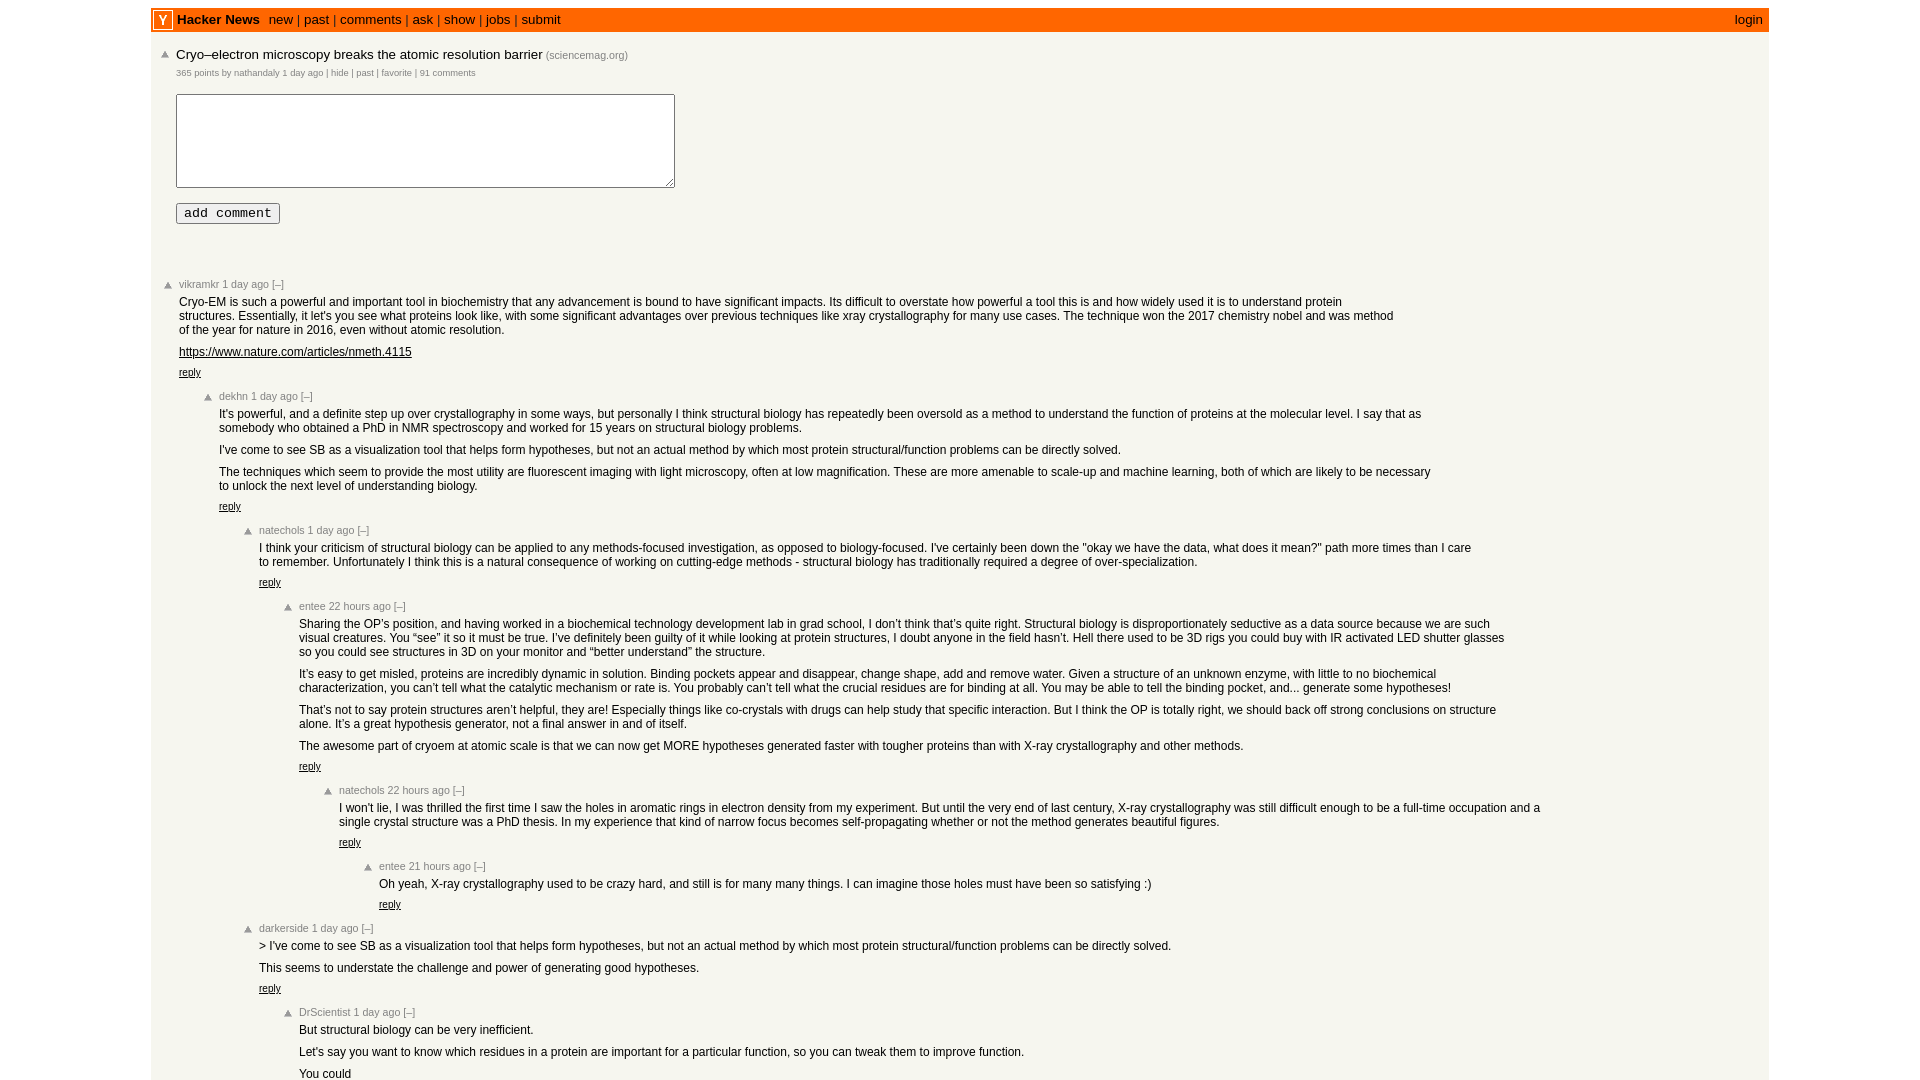 Y Hacker News new | past | comments | ask | show | jobs | submit login
Cryo–electron microscopy breaks the atomic resolution barrier (sciencemag.org)
365 points by nathandaly 1 day ago | hide | past | favorite | 91 comments
add comment
vikramkr 1 day ago [–]
Cryo-EM is such a powerful and important tool in biochemistry that any advancement is bound to have significant impacts. Its difficult to overstate how powerful a tool this is and how widely used it is to understand protein
structures. Essentially, it let's you see what proteins look like, with some significant advantages over previous techniques like xray crystallography for many use cases. The technique won the 2017 chemistry nobel and was method
of the year for nature in 2016, even without atomic resolution.
https://www.nature.com/articles/nmeth.4115
reply
dekhn 1 day ago [–]
It's powerful, and a definite step up over crystallography in some ways, but personally I think structural biology has repeatedly been oversold as a method to understand the function of proteins at the molecular level. I say that as
somebody who obtained a PhD in NMR spectroscopy and worked for 15 years on structural biology problems.
I've come to see SB as a visualization tool that helps form hypotheses, but not an actual method by which most protein structural/function problems can be directly solved.
The techniques which seem to provide the most utility are fluorescent imaging with light microscopy, often at low magnification. These are more amenable to scale-up and machine learning, both of which are likely to be necessary
to unlock the next level of understanding biology.
reply
natechols 1 day ago [–]
I think your criticism of structural biology can be applied to any methods-focused investigation, as opposed to biology-focused. I've certainly been down the "okay we have the data, what does it mean?" path more times than I care
to remember. Unfortunately I think this is a natural consequence of working on cutting-edge methods - structural biology has traditionally required a degree of over-specialization.
reply
entee 22 hours ago [–]
Sharing the OP’s position, and having worked in a biochemical technology development lab in grad school, I don’t think that’s quite right. Structural biology is disproportionately seductive as a data source because we are such
visual creatures. You “see” it so it must be true. I’ve definitely been guilty of it while looking at protein structures, I doubt anyone in the field hasn’t. Hell there used to be 3D rigs you could buy with IR activated LED shutter glasses
so you could see structures in 3D on your monitor and “better understand” the structure.
It’s easy to get misled, proteins are incredibly dynamic in solution. Binding pockets appear and disappear, change shape, add and remove water. Given a structure of an unknown enzyme, with little to no biochemical
characterization, you can’t tell what the catalytic mechanism or rate is. You probably can’t tell what the crucial residues are for binding at all. You may be able to tell the binding pocket, and... generate some hypotheses!
That’s not to say protein structures aren’t helpful, they are! Especially things like co-crystals with drugs can help study that specific interaction. But I think the OP is totally right, we should back off strong conclusions on structure
alone. It’s a great hypothesis generator, not a final answer in and of itself.
The awesome part of cryoem at atomic scale is that we can now get MORE hypotheses generated faster with tougher proteins than with X-ray crystallography and other methods.
reply
natechols 22 hours ago [–]
I won't lie, I was thrilled the first time I saw the holes in aromatic rings in electron density from my experiment. But until the very end of last century, X-ray crystallography was still difficult enough to be a full-time occupation and a
single crystal structure was a PhD thesis. In my experience that kind of narrow focus becomes self-propagating whether or not the method generates beautiful figures.
reply
entee 21 hours ago [–]
Oh yeah, X-ray crystallography used to be crazy hard, and still is for many many things. I can imagine those holes must have been so satisfying :)
reply
darkerside 1 day ago [–]
> I've come to see SB as a visualization tool that helps form hypotheses, but not an actual method by which most protein structural/function problems can be directly solved.
This seems to understate the challenge and power of generating good hypotheses.
reply
DrScientist 1 day ago [–]
But structural biology can be very inefficient.
Let's say you want to know which residues in a protein are important for a particular function, so you can tweak them to improve function.
You could